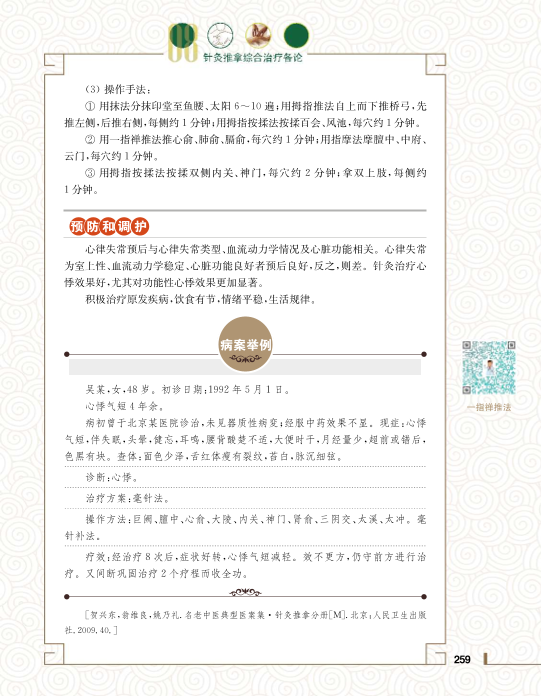 08
针灸推拿综合治疗各论
（3）操作手法：
① 用抹法分抹印堂至鱼腰、太阳 6～10 遍；用拇指推法自上而下推桥弓，先
推左侧，后推右侧，每侧约 1 分钟；用拇指按揉法按揉百会、风池，每穴约 1 分钟。
② 用一指禅推法推心俞、肺俞、膈俞，每穴约 1 分钟；用指摩法摩膻中、中府、
云门，每穴约 1 分钟。
③ 用拇指按揉法按揉双侧内关、神门，每穴约 2 分钟；拿双上肢，每侧约
1 分钟。
预防和调护
心律失常预后与心律失常类型、血流动力学情况及心脏功能相关。心律失常
为室上性、血流动力学稳定、心脏功能良好者预后良好，反之，则差。针灸治疗心
悸效果好，尤其对功能性心悸效果更加显著。
积极治疗原发疾病，饮食有节，情绪平稳，生活规律。
病案举例
吴某，女，48 岁。初诊日期：1992 年 5 月 1 日。
心悸气短 4 年余。
病初曾于北京某医院诊治，未见器质性病变；经服中药效果不显。现症：心悸
气短，伴失眠，头晕，健忘，耳鸣，腰背酸楚不适，大便时干，月经量少，超前或错后，
色黑有块。查体：面色少泽，舌红体瘦有裂纹，苔白，脉沉细弦。
诊断：心悸。
治疗方案：毫针法。
操作方法：巨阙、膻中、心俞、大陵、内关、神门、肾俞、三阴交、太溪、太冲。毫
针补法。
疗效：经治疗 8 次后，症状好转，心悸气短减轻。效不更方，仍守前方进行治
疗。又间断巩固治疗 2 个疗程而收全功。
［贺兴东，翁维良，姚乃礼. 名老中医典型医案集·针灸推拿分册[M]. 北京：人民卫生出版
社，2009，40.］
一指禅推法
259